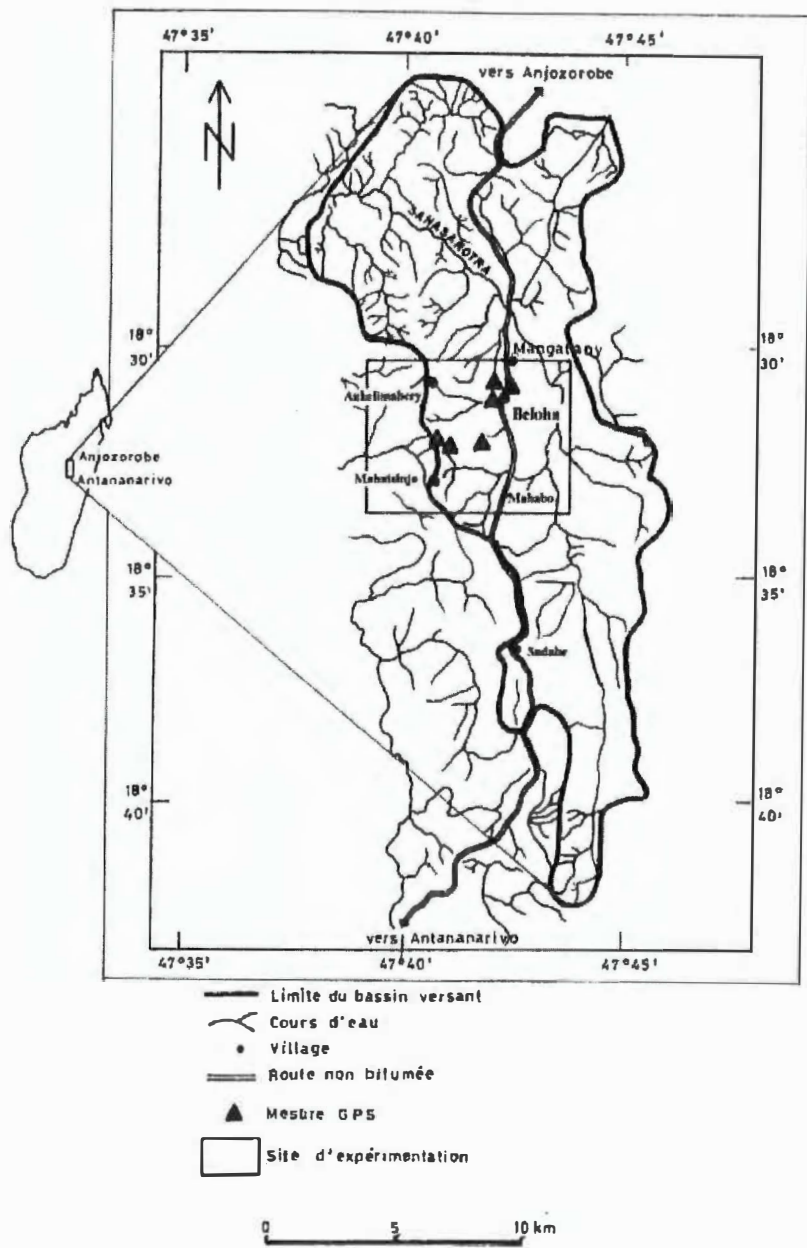 47° 35'
47° 40'
47° 45'
vers Anjozorobe
N
SAHASAROTRA
18°
30'
18°
30'
Mangatany
Beloha
Mahabo
Anjozorobe
Antananarivo
18°
35'
18°
35'
Sadabe
18°
40'
18°
40'
vers Antananarivo
47° 35'
47° 40'
47° 45'
Limite du bassin versant
Cours d'eau
Village
Route non bitumée
Mesure GPS
Site d'expérimentation
0 5 10 km